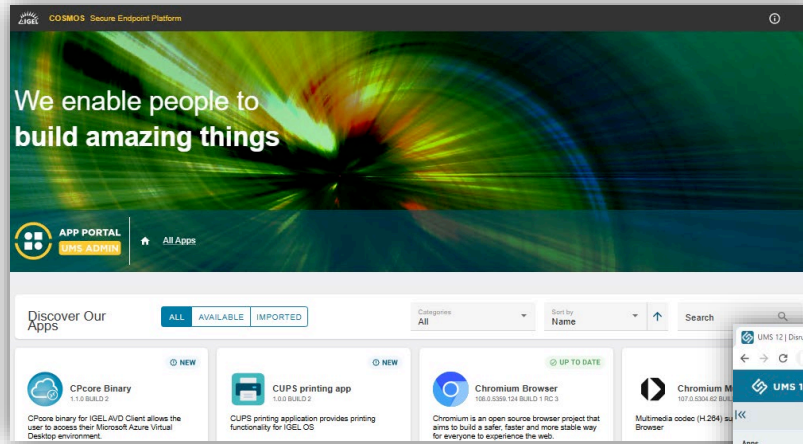 IGEL COSMOS Secure Endpoint Platform
We enable people to
build amazing things
APP PORTAL
UMS ADMIN
All Apps
Discover Our
Apps
ALL AVAILABLE IMPORTED
Categories
All
Sort by
Name
Search
NEW
CPcore Binary
1.1.0 BUILD 2
CPcore binary for IGEL AVD Client allows the
user to access their Microsoft Azure Virtual
Desktop environment.
NEW
CUPS printing app
1.0.0 BUILD 2
CUPS printing application provides printing
functionality for IGEL OS
UP TO DATE
Chromium Browser
108.0.5359.124 BUILD 1 RC 3
Chromium is an open source browser project that
aims to build a safer, faster and more stable way
for everyone to experience the web.
Chromium M
107.0.5304.62 BUIL
Multimedia codec (H.264) su
Browser
UMS 12 | Disru
UMS 1
Apps